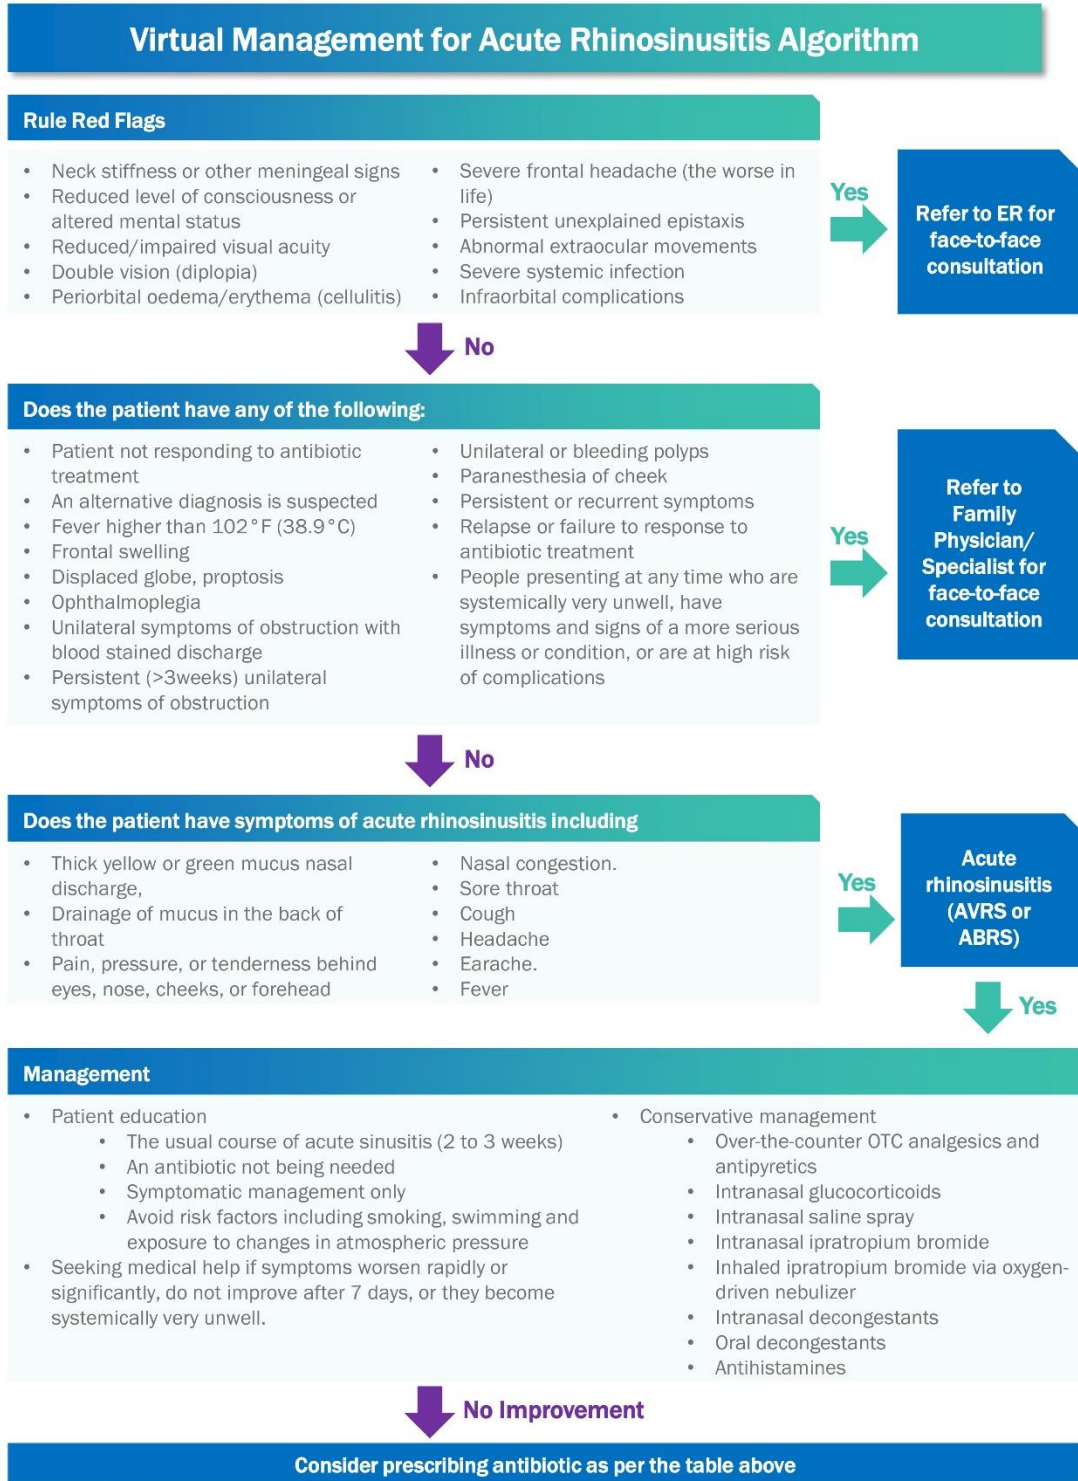 Virtual Management for Acute Rhinosinusitis Algorithm
Rule Red Flags
• Neck stiffness or other meningeal signs
• Reduced level of consciousness or
altered mental status
• Reduced/impaired visual acuity
• Double vision (diplopia)
• Periorbital oedema/erythema (cellulitis)
• Severe frontal headache (the worse in
life)
• Persistent unexplained epistaxis
• Abnormal extraocular movements
• Severe systemic infection
• Infraorbital complications
Yes
Refer to ER for
face-to-face
consultation
No
Does the patient have any of the following:
• Patient not responding to antibiotic
treatment
• An alternative diagnosis is suspected
• Fever higher than 102°F (38.9°C)
• Frontal swelling
• Displaced globe, proptosis
• Ophthalmoplegia
• Unilateral symptoms of obstruction with
blood stained discharge
• Persistent (>3weeks) unilateral
symptoms of obstruction
• Unilateral or bleeding polyps
• Paranesthesia of cheek
• Persistent or recurrent symptoms
• Relapse or failure to response to
antibiotic treatment
• People presenting at any time who are
systemically very unwell, have
symptoms and signs of a more serious
illness or condition, or are at high risk
of complications
Yes
Refer to
Family
Physician/
Specialist for
face-to-face
consultation
No
Does the patient have symptoms of acute rhinosinusitis including
• Thick yellow or green mucus nasal
discharge,
• Drainage of mucus in the back of
throat
• Pain, pressure, or tenderness behind
eyes, nose, cheeks, or forehead
• Nasal congestion.
• Sore throat
• Cough
• Headache
• Earache.
• Fever
Yes
Acute
rhinosinusitis
(AVRS or
ABRS)
Yes
Management
• Patient education
• The usual course of acute sinusitis (2 to 3 weeks)
• An antibiotic not being needed
• Symptomatic management only
• Avoid risk factors including smoking, swimming and
exposure to changes in atmospheric pressure
• Seeking medical help if symptoms worsen rapidly or
significantly, do not improve after 7 days, or they become
systemically very unwell.
• Conservative management
• Over-the-counter OTC analgesics and
antipyretics
• Intranasal glucocorticoids
• Intranasal saline spray
• Intranasal ipratropium bromide
• Inhaled ipratropium bromide via oxygen-
driven nebulizer
• Intranasal decongestants
• Oral decongestants
• Antihistamines
No Improvement
Consider prescribing antibiotic as per the table above